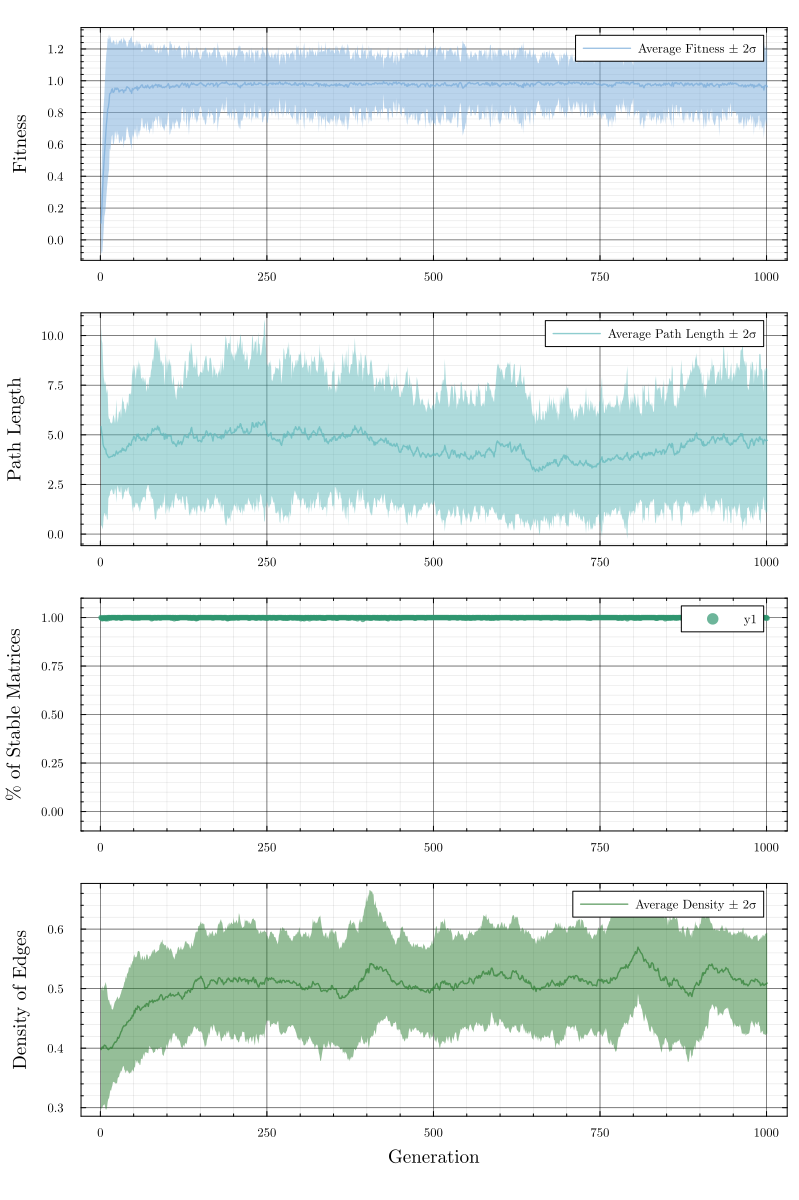 Fitness
1.2
1.0
0.8
0.6
0.4
0.2
0.0
Average Fitness ± 2σ
0 250 500 750 1000
Path Length
10.0
7.5
5.0
2.5
0.0
Average Path Length ± 2σ
0 250 500 750 1000
% of Stable Matrices
1.00
0.75
0.50
0.25
0.00
y1
0 250 500 750 1000
Density of Edges
0.6
0.5
0.4
0.3
Average Density ± 2σ
0 250 500 750 1000
Generation